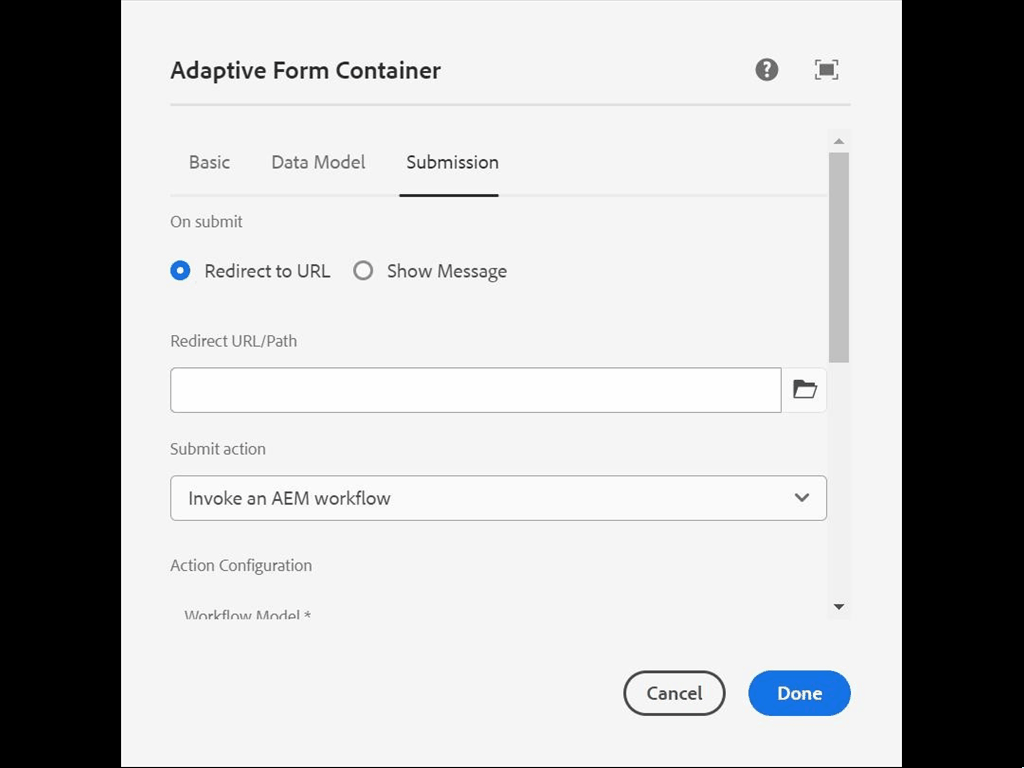 Adaptive Form Container
Basic Data Model Submission
On submit
Redirect to URL Show Message
Redirect URL/Path
Submit action
Invoke an AEM workflow
Action Configuration
Workflow Model *
Cancel Done